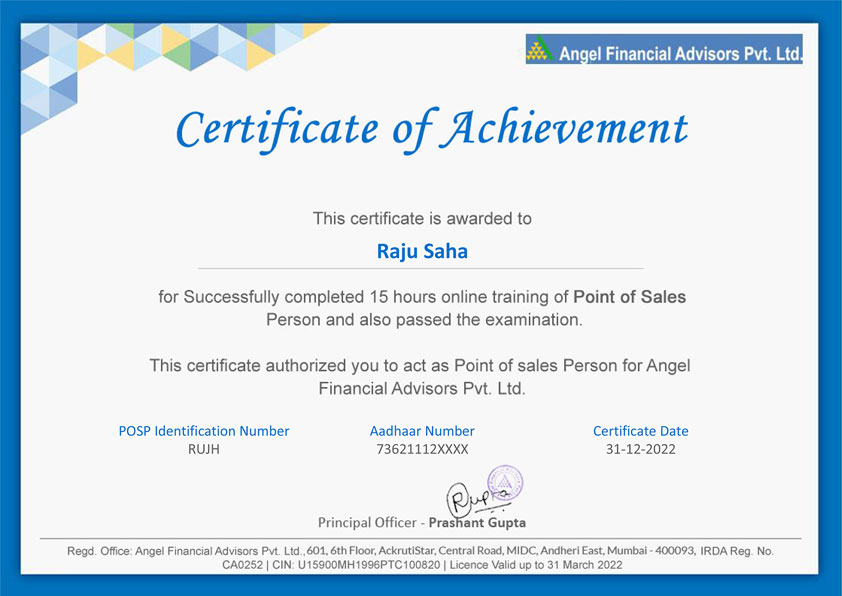 Angel Financial Advisors Pvt. Ltd.
Certificate of Achievement
This certificate is awarded to
Raju Saha
for Successfully completed 15 hours online training of Point of Sales
Person and also passed the examination.
This certificate authorized you to act as Point of sales Person for Angel
Financial Advisors Pvt. Ltd.
POSP Identification Number
RUJH
Aadhaar Number
73621112XXXX
Certificate Date
31-12-2022
Rupta
Principal Officer - Prashant Gupta
Regd. Office: Angel Financial Advisors Pvt. Ltd., 601, 6th Floor, AckrutiStar, Central Road, MIDC, Andheri East, Mumbai - 400093, IRDA Reg. No.
CA0252 | CIN: U15900MH1996PTC100820 | Licence Valid up to 31 March 2022